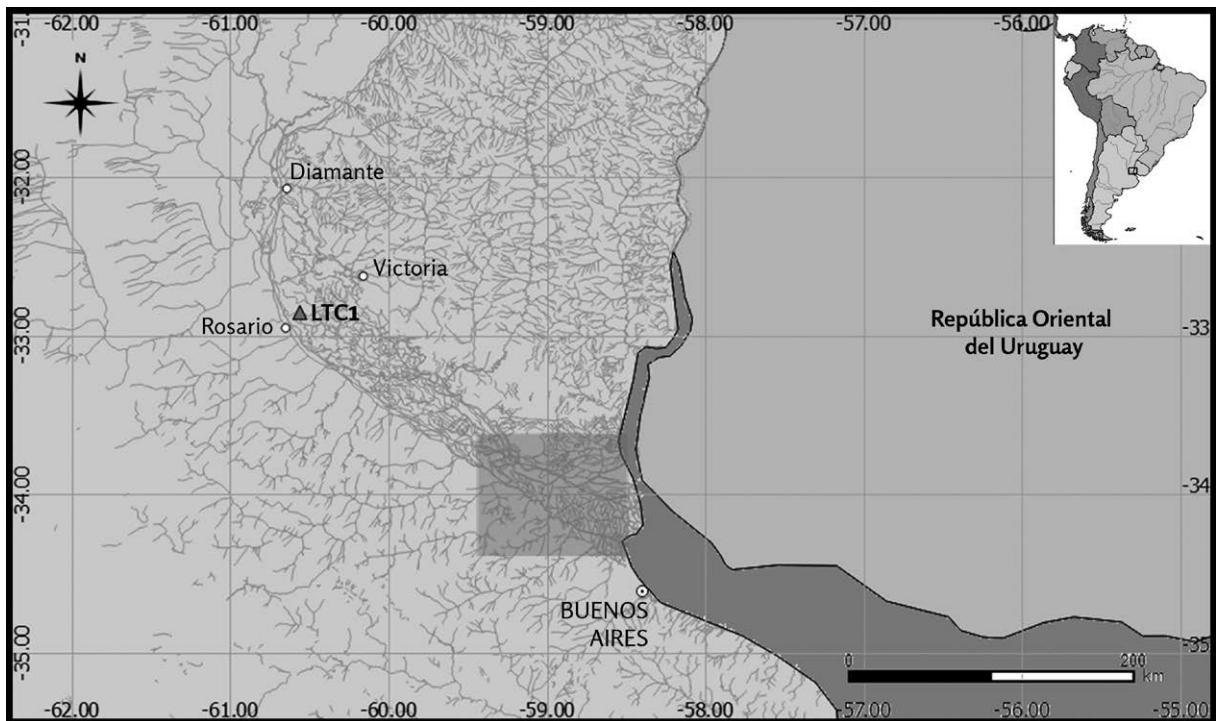 -62.00 -61.00 -60.00 -59.00 -58.00 -57.00 -56.00
N
-32.00
Diamante
Victoria
LTC1
Rosario
-33.00
-33
República Oriental
del Uruguay
-34.00
-34
BUENOS
AIRES
-35.00
-35
0 200
km
-62.00 -61.00 -60.00 -59.00 -58.00 -57.00 -56.00 -55.00